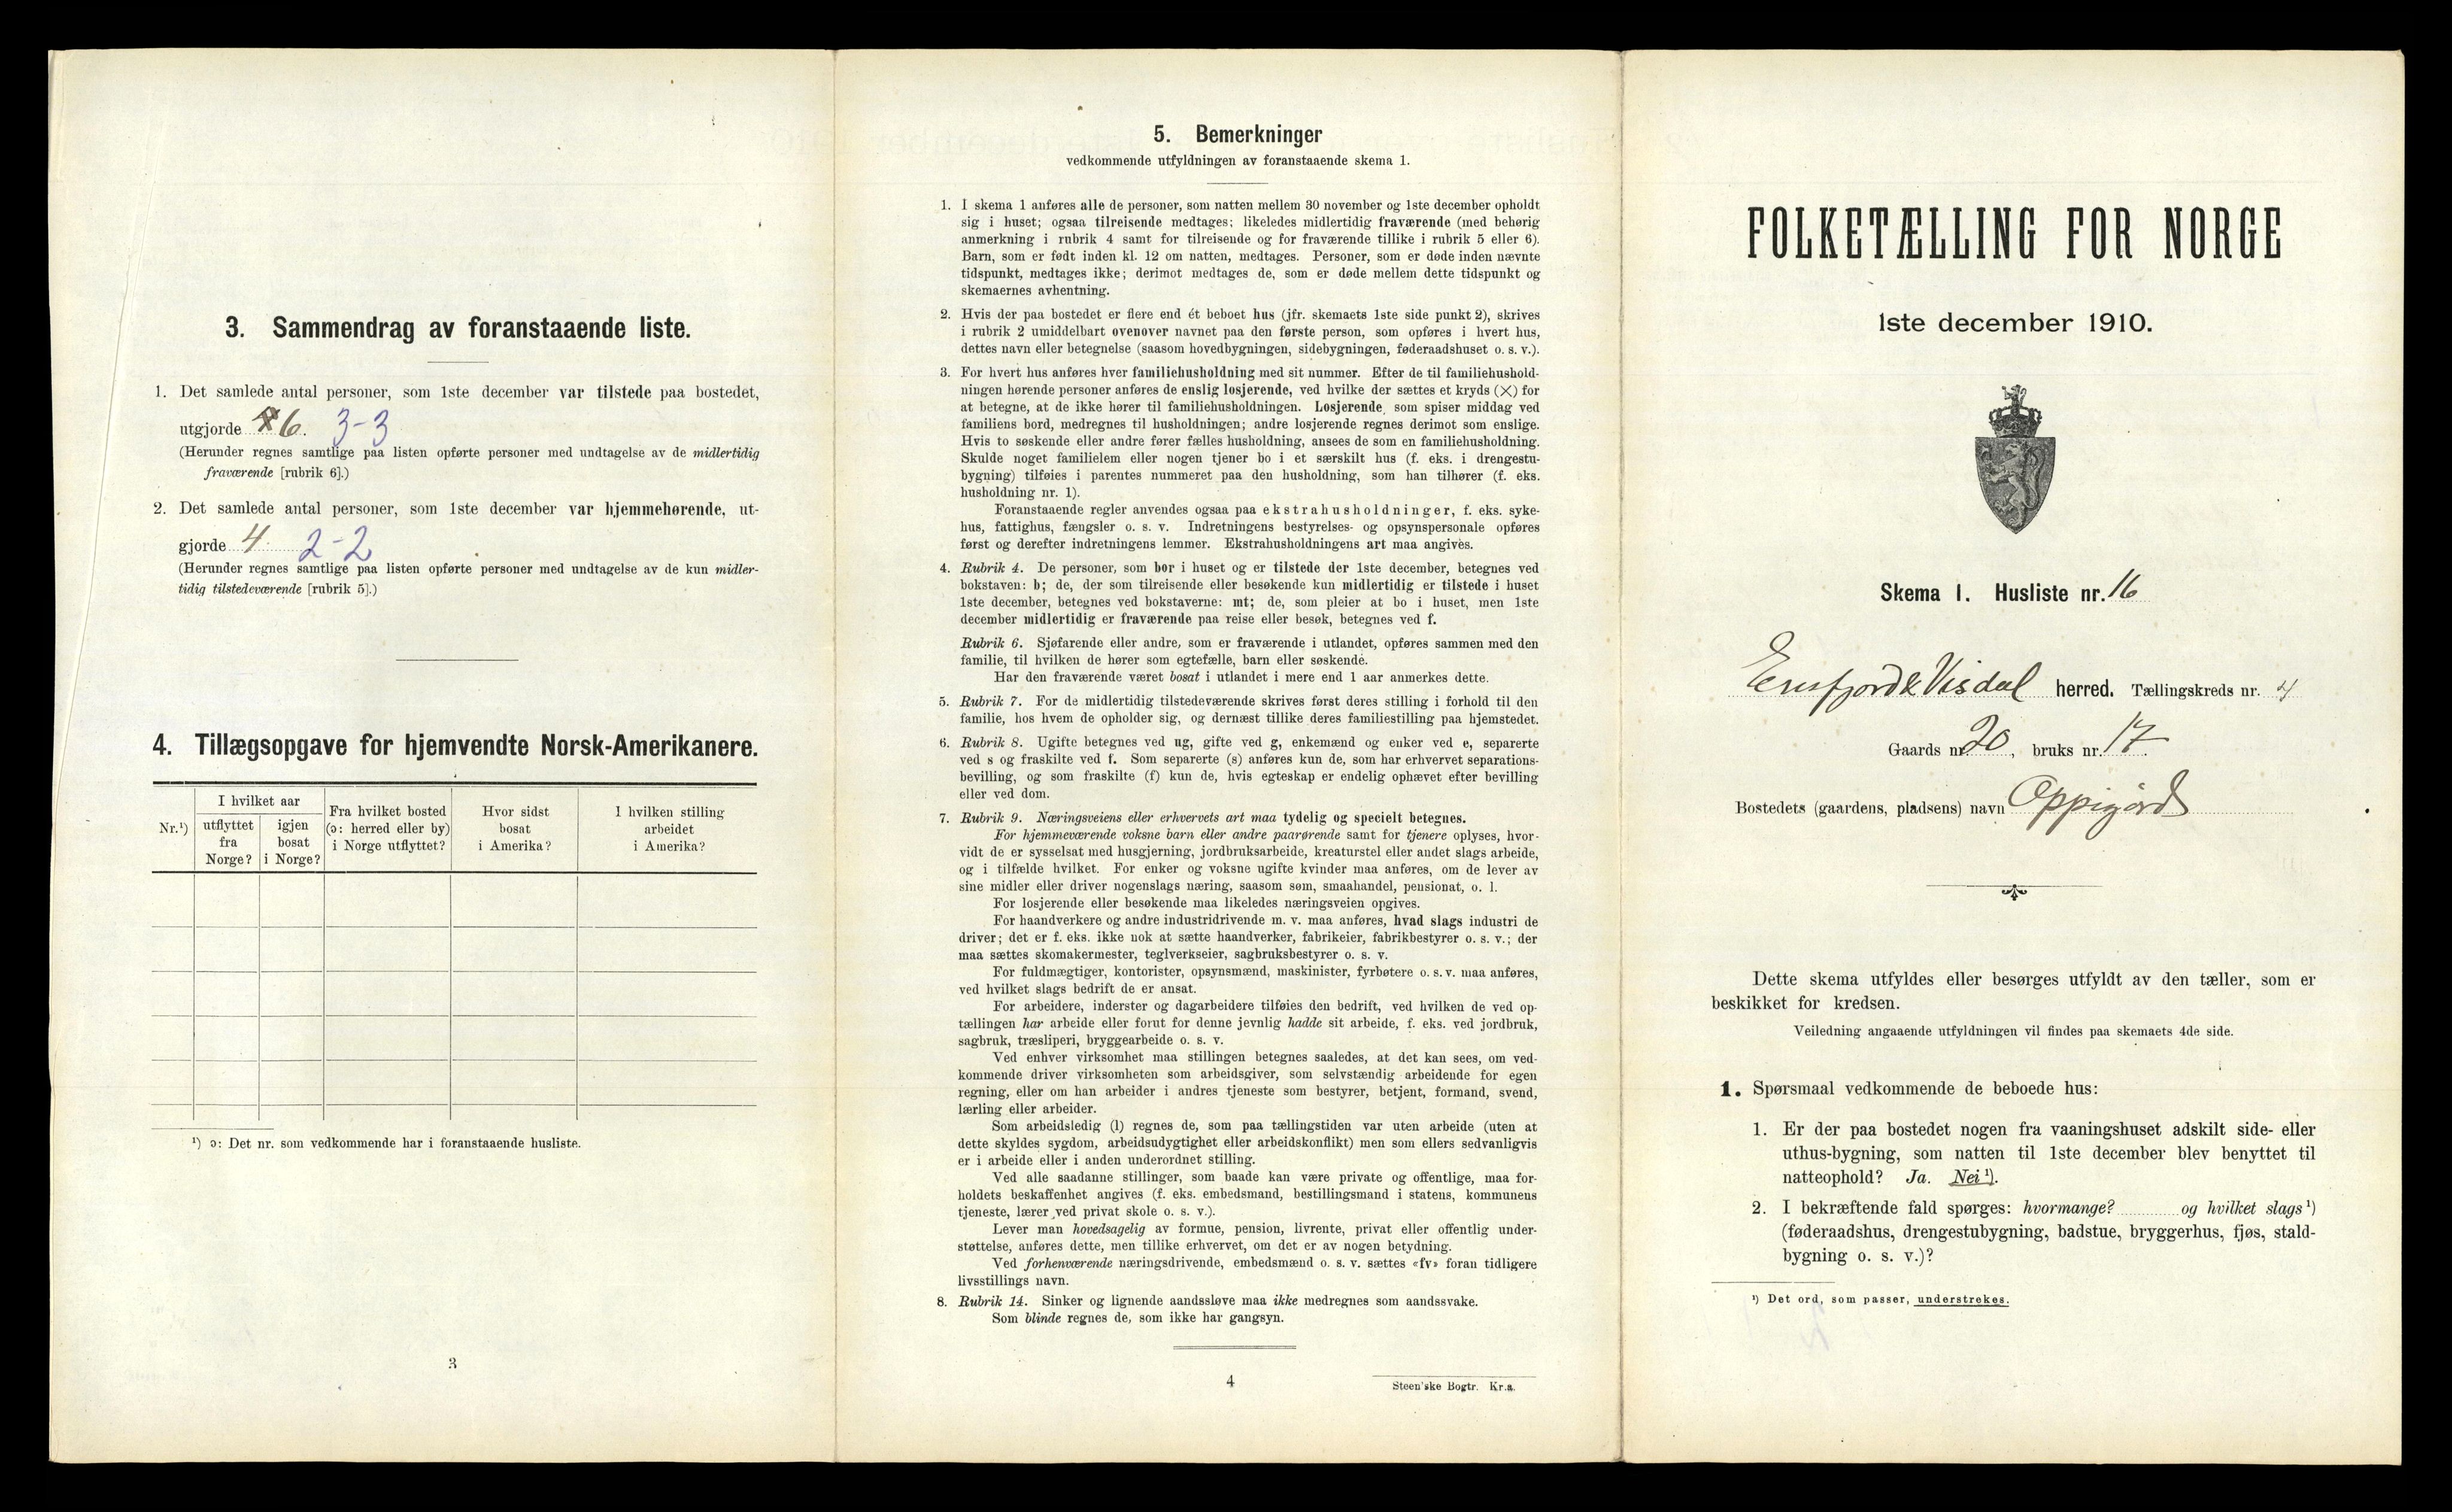 3. Sammendrag av foranstaaende liste.
1. Det samlede antal personer, som 1ste december var tilstede paa bostedet,
utgjorde 6. 3-3
(Herunder regnes samtlige paa listen opførte personer med undtagelse av de midlertidig
fraværende [rubrik 6].)
2. Det samlede antal personer, som 1ste december var hjemmehørende, ut-
gjorde 4. 2-2
(Herunder regnes samtlige paa listen opførte personer med undtagelse av de kun midler-
tidig tilstedeværende [rubrik 5].)
4. Tillægsopgave for hjemvendte Norsk-Amerikanere.
Nr.¹)
I hvilket aar
utflyttet
fra
Norge?
igjen
bosat
i Norge?
Fra hvilket bosted
(ɔ: herred eller by)
i Norge utflyttet?
Hvor sidst
bosat
i Amerika?
I hvilken stilling
arbeidet
i Amerika?
¹) ɔ: Det nr. som vedkommende har i foranstaaende husliste.
3
5. Bemerkninger
vedkommende utfyldningen av foranstaaende skema 1.
1. I skema 1 anføres alle de personer, som natten mellem 30 november og 1ste december opholdt
sig i huset; ogsaa tilreisende medtages; likeledes midlertidig fraværende (med behørig
anmerkning i rubrik 4 samt for tilreisende og for fraværende tillike i rubrik 5 eller 6).
Barn, som er født inden kl. 12 om natten, medtages. Personer, som er døde inden nævnte
tidspunkt, medtages ikke; derimot medtages de, som er døde mellem dette tidspunkt og
skemaernes avhentning.
2. Hvis der paa bostedet er flere end ét beboet hus (jfr. skemaets 1ste side punkt 2), skrives
i rubrik 2 umiddelbart ovenover navnet paa den første person, som opføres i hvert hus,
dettes navn eller betegnelse (saasom hovedbygningen, sidebygningen, føderaadshuset o. s. v.).
3. For hvert hus anføres hver familiehusholdning med sit nummer. Efter de til familiehushold-
ningen hørende personer anføres de enslig losjerende, ved hvilke der sættes et kryds (×) for
at betegne, at de ikke hører til familiehusholdningen. Losjerende, som spiser middag ved
familiens bord, medregnes til husholdningen; andre losjerende regnes derimot som enslige.
Hvis to søskende eller andre fører fælles husholdning, ansees de som en familiehusholdning.
Skulde noget familielem eller nogen tjener bo i et særskilt hus (f. eks. i drengestu-
bygning) tilføies i parentes nummeret paa den husholdning, som han tilhører (f. eks.
husholdning nr. 1).
Foranstaaende regler anvendes ogsaa paa ekstrahusholdninger, f. eks. syke-
hus, fattighus, fængsler o. s. v. Indretningens bestyrelses- og opsynspersonale opføres
først og derefter indretningens lemmer. Ekstrahusholdningens art maa angives.
4. Rubrik 4. De personer, som bor i huset og er tilstede der 1ste december, betegnes ved
bokstaven: b; de, der som tilreisende eller besøkende kun midlertidig er tilstede i huset
1ste december, betegnes ved bokstaverne: mt; de, som pleier at bo i huset, men 1ste
december midlertidig er fraværende paa reise eller besøk, betegnes ved f.
Rubrik 6. Sjøfarende eller andre, som er fraværende i utlandet, opføres sammen med den
familie, til hvilken de hører som egtefælle, barn eller søskende.
Har den fraværende været bosat i utlandet i mere end 1 aar anmerkes dette.
5. Rubrik 7. For de midlertidig tilstedeværende skrives først deres stilling i forhold til den
familie, hos hvem de opholder sig, og dernæst tillike deres familiestilling paa hjemstedet.
6. Rubrik 8. Ugifte betegnes ved ug, gifte ved g, enkemænd og enker ved e, separerte
ved s og fraskilte ved f. Som separerte (s) anføres kun de, som har erhvervet separations-
bevilling, og som fraskilte (f) kun de, hvis egteskap er endelig ophævet efter bevilling
eller ved dom.
7. Rubrik 9. Næringsveiens eller erhvervets art maa tydelig og specielt betegnes.
For hjemmeværende voksne barn eller andre paarørende samt for tjenere oplyses, hvor-
vidt de er sysselsat med husgjerning, jordbruksarbeide, kreaturstel eller andet slags arbeide,
og i tilfælde hvilket. For enker og voksne ugifte kvinder maa anføres, om de lever av
sine midler eller driver nogenslags næring, saasom søm, smaahandel, pensionat, o. l.
For losjerende eller besøkende maa likeledes næringsveien opgives.
For haandverkere og andre industridrivende m. v. maa anføres, hvad slags industri de
driver; det er f. eks. ikke nok at sætte haandverker, fabrikeier, fabrikbestyrer o. s. v.; der
maa sættes skomakermester, teglverkseier, sagbruksbestyrer o. s. v.
For fuldmægtiger, kontorister, opsynsmænd, maskinister, fyrbøtere o. s. v. maa anføres,
ved hvilket slags bedrift de er ansat.
For arbeidere, inderster og dagarbeidere tilføies den bedrift, ved hvilken de ved op-
tællingen har arbeide eller forut for denne jevnlig hadde sit arbeide, f. eks. ved jordbruk,
sagbruk, træsliperi, bryggearbeide o. s. v.
Ved enhver virksomhet maa stillingen betegnes saaledes, at det kan sees, om ved-
kommende driver virksomheten som arbeidsgiver, som selvstændig arbeidende for egen
regning, eller om han arbeider i andres tjeneste som bestyrer, betjent, formand, svend,
lærling eller arbeider.
Som arbeidsledig (l) regnes de, som paa tællingstiden var uten arbeide (uten at
dette skyldes sygdom, arbeidsudygtighet eller arbeidskonflikt) men som ellers sedvanligvis
er i arbeide eller i anden underordnet stilling.
Ved alle saadanne stillinger, som baade kan være private og offentlige, maa for-
holdets beskaffenhet angives (f. eks. embedsmand, bestillingsmand i statens, kommunens
tjeneste, lærer ved privat skole o. s. v.).
Lever man hovedsagelig av formue, pension, livrente, privat eller offentlig under-
støttelse, anføres dette, men tillike erhvervet, om det er av nogen betydning.
Ved forhenværende næringsdrivende, embedsmænd o. s. v. sættes «fv» foran tidligere
livsstillings navn.
8. Rubrik 14. Sinker og lignende aandssløve maa ikke medregnes som aandssvake.
Som blinde regnes de, som ikke har gangsyn.
4
Steen'ske Bogtr. Kr.a.
FOLKETÆLLING FOR NORGE
1ste december 1910.
Skema 1. Husliste nr. 16
Eresfjord & Visdal herred. Tællingskreds nr. 4
Gaards nr. 20, bruks nr. 17.
Bostedets (gaardens, pladsens) navn Oppigård
Dette skema utfyldes eller besørges utfyldt av den tæller, som er
beskikket for kredsen.
Veiledning angaaende utfyldningen vil findes paa skemaets 4de side.
1. Spørsmaal vedkommende de beboede hus:
1. Er der paa bostedet nogen fra vaaningshuset adskilt side- eller
uthus-bygning, som natten til 1ste december blev benyttet til
natteophold? Ja. Nei ¹).
2. I bekræftende fald spørges: hvormange? og hvilket slags ¹)
(føderaadshus, drengestubygning, badstue, bryggerhus, fjøs, stald-
bygning o. s. v.)?
¹) Det ord, som passer, understrekes.